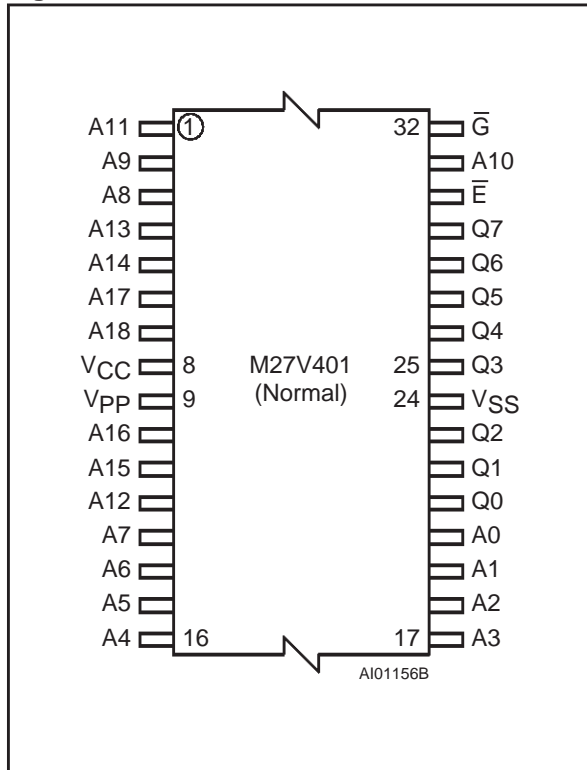 A11 1 32 G̅
A9 A10
A8 E̅
A13 Q7
A14 Q6
A17 Q5
A18 Q4
VCC 8 M27V401 25 Q3
VPP 9 (Normal) 24 VSS
A16 Q2
A15 Q1
A12 Q0
A7 A0
A6 A1
A5 A2
A4 16 17 A3
AI01156B